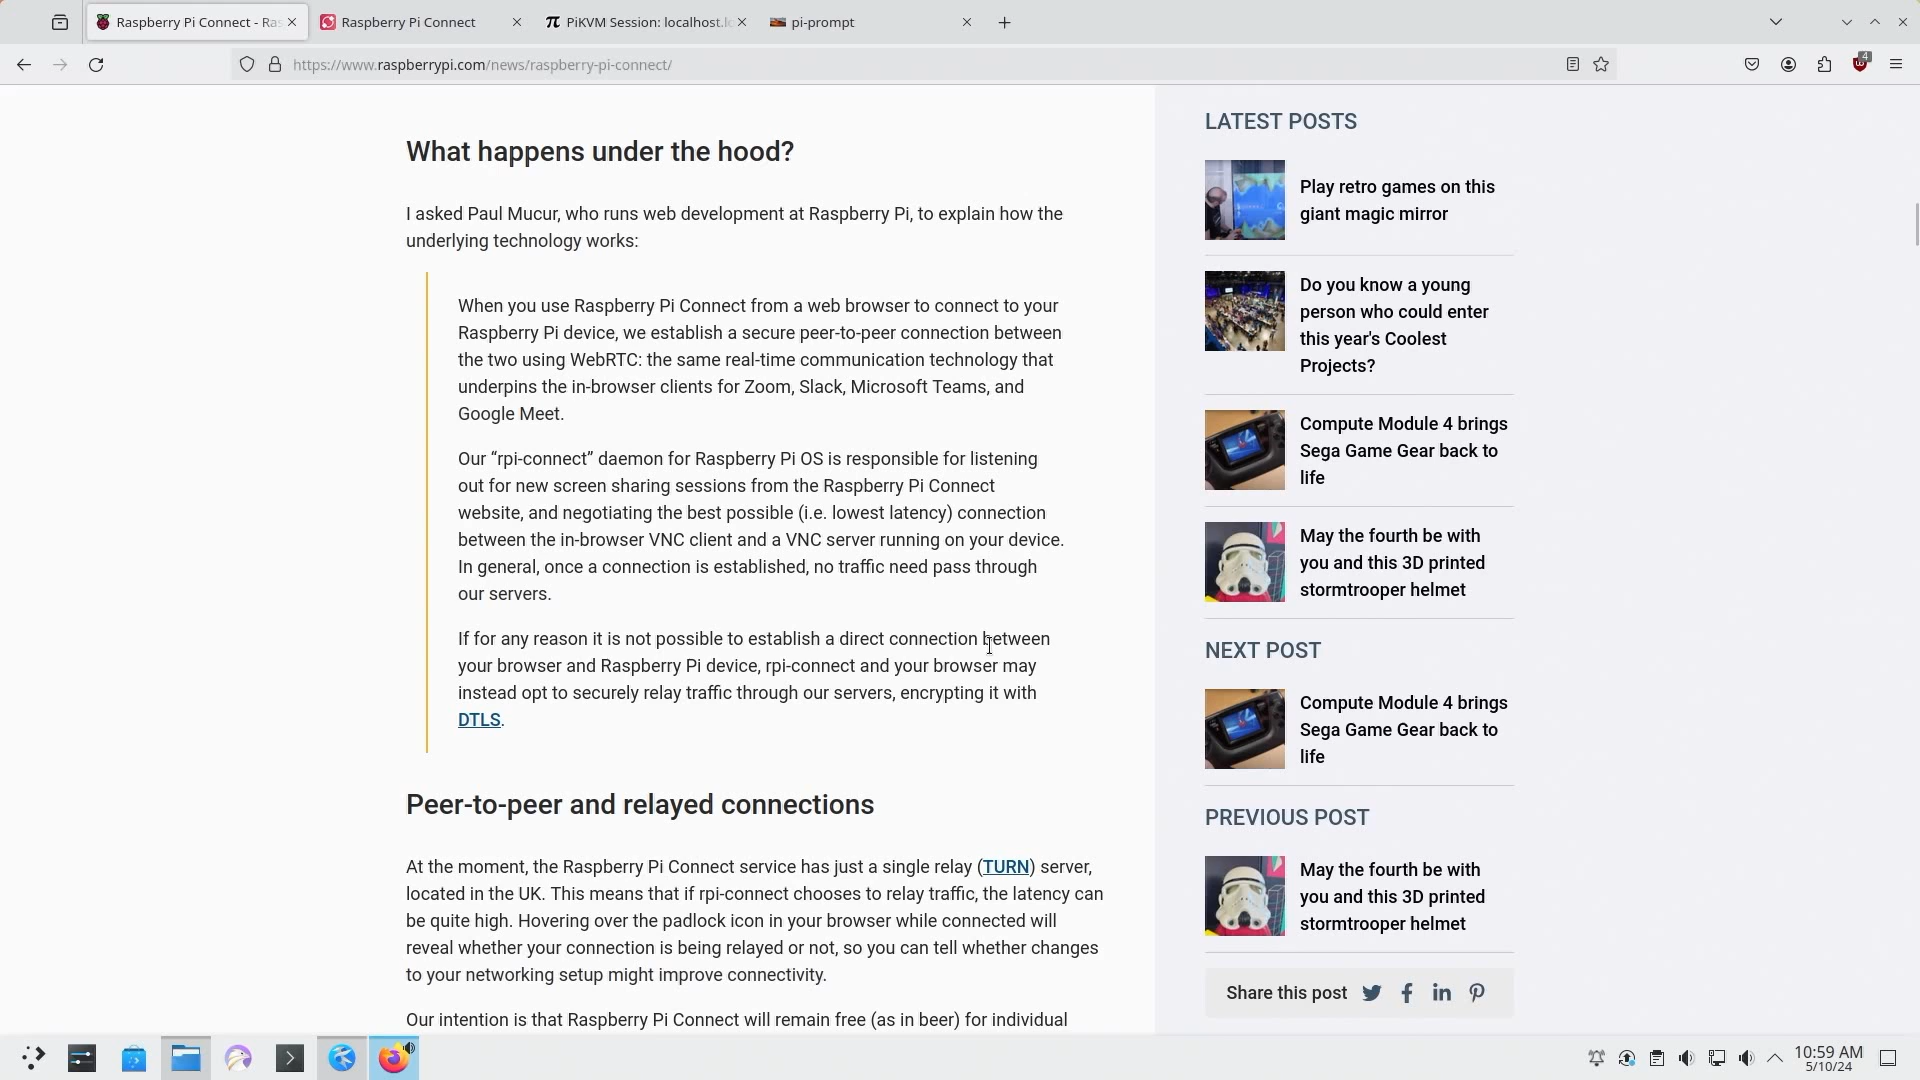 Raspberry Pi Connect - Ras
Raspberry Pi Connect
PiKVM Session: localhost.lo
pi-prompt
https://www.raspberrypi.com/news/raspberry-pi-connect/
4
What happens under the hood?
I asked Paul Mucur, who runs web development at Raspberry Pi, to explain how the
underlying technology works:
When you use Raspberry Pi Connect from a web browser to connect to your
Raspberry Pi device, we establish a secure peer-to-peer connection between
the two using WebRTC: the same real-time communication technology that
underpins the in-browser clients for Zoom, Slack, Microsoft Teams, and
Google Meet.
Our “rpi-connect” daemon for Raspberry Pi OS is responsible for listening
out for new screen sharing sessions from the Raspberry Pi Connect
website, and negotiating the best possible (i.e. lowest latency) connection
between the in-browser VNC client and a VNC server running on your device.
In general, once a connection is established, no traffic need pass through
our servers.
If for any reason it is not possible to establish a direct connection between
your browser and Raspberry Pi device, rpi-connect and your browser may
instead opt to securely relay traffic through our servers, encrypting it with
DTLS.
Peer-to-peer and relayed connections
At the moment, the Raspberry Pi Connect service has just a single relay (TURN) server,
located in the UK. This means that if rpi-connect chooses to relay traffic, the latency can
be quite high. Hovering over the padlock icon in your browser while connected will
reveal whether your connection is being relayed or not, so you can tell whether changes
to your networking setup might improve connectivity.
Our intention is that Raspberry Pi Connect will remain free (as in beer) for individual
LATEST POSTS
Play retro games on this
giant magic mirror
Do you know a young
person who could enter
this year's Coolest
Projects?
Compute Module 4 brings
Sega Game Gear back to
life
May the fourth be with
you and this 3D printed
stormtrooper helmet
NEXT POST
Compute Module 4 brings
Sega Game Gear back to
life
PREVIOUS POST
May the fourth be with
you and this 3D printed
stormtrooper helmet
Share this post
10:59 AM
5/10/24